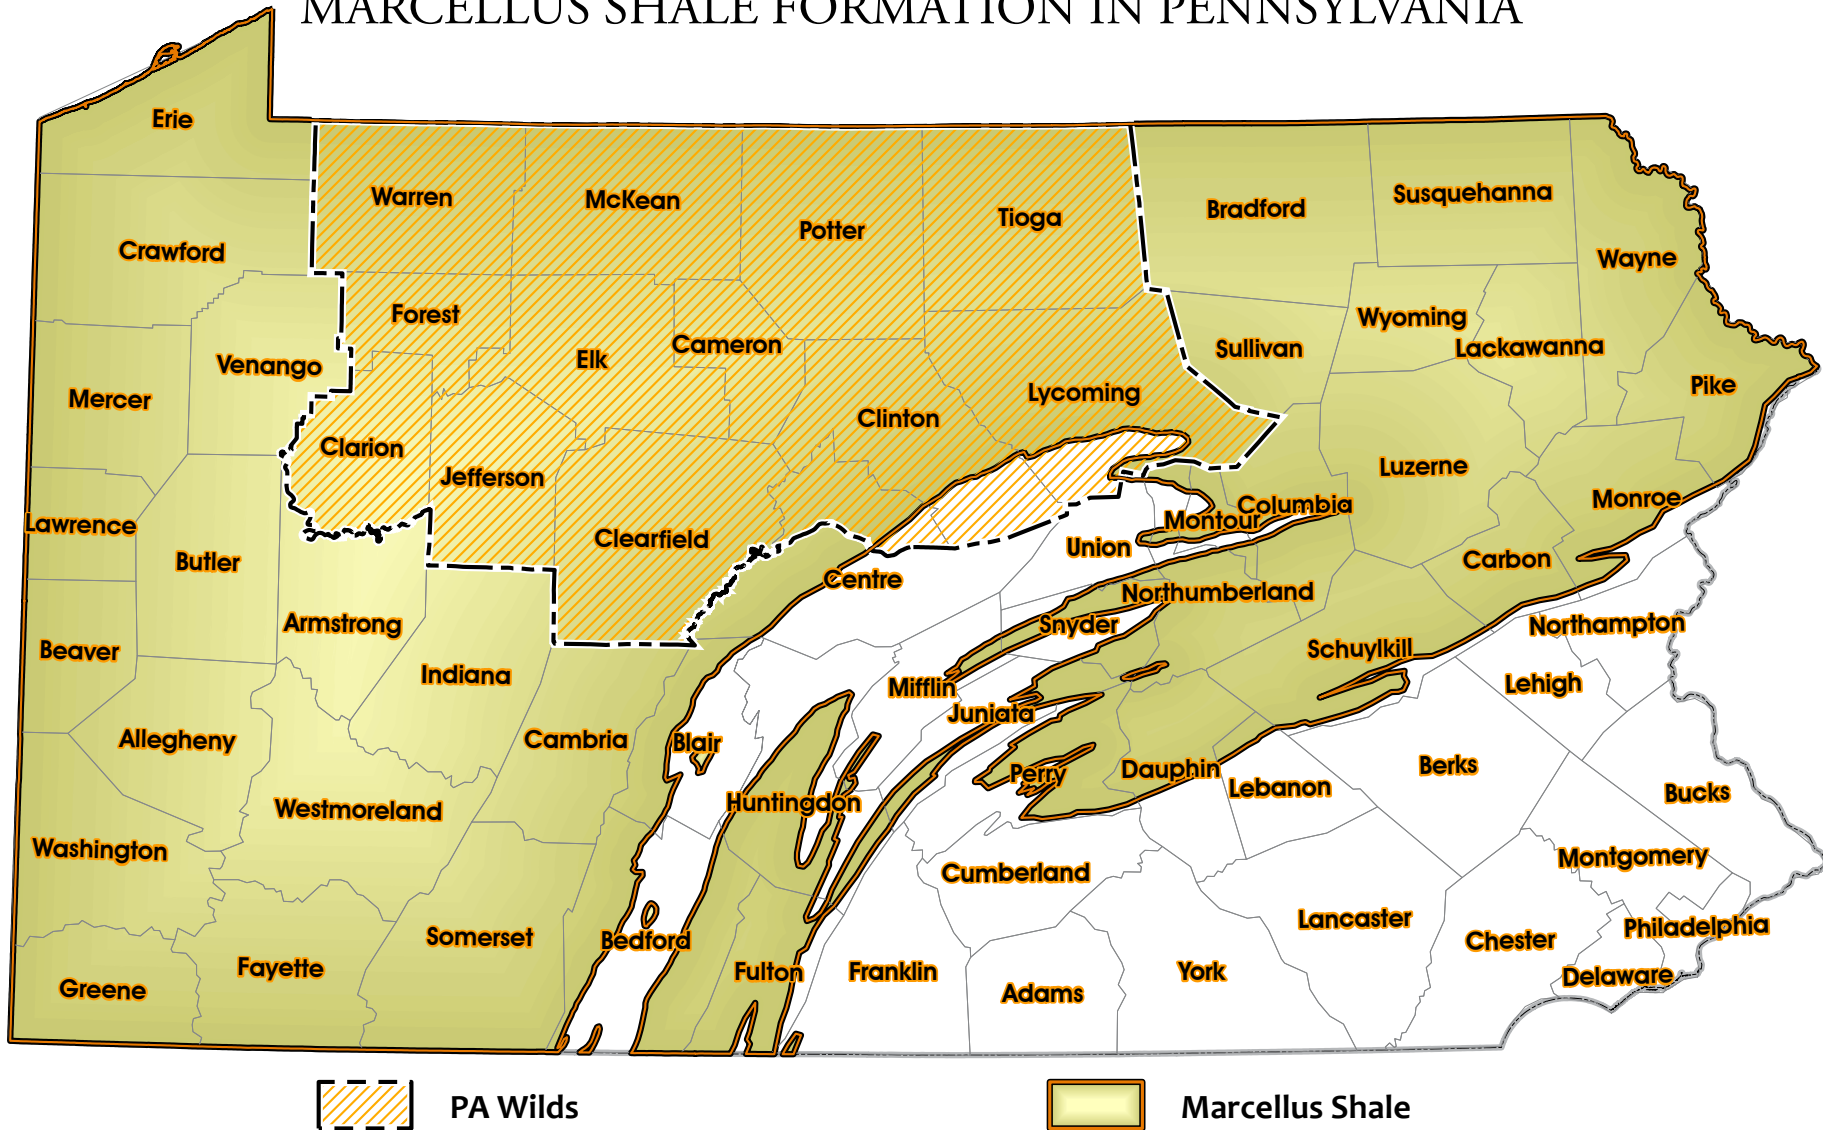 MARCELLUS SHALE FORMATION IN PENNSYLVANIA
Erie
Warren
McKean
Potter
Tioga
Bradford
Susquehanna
Wayne
Crawford
Forest
Elk
Cameron
Lycoming
Sullivan
Wyoming
Lackawanna
Pike
Venango
Mercer
Clarion
Jefferson
Clinton
Luzerne
Columbia
Montour
Monroe
Lawrence
Butler
Clearfield
Centre
Union
Carbon
Armstrong
Northumberland
Snyder
Northampton
Beaver
Indiana
Mifflin
Juniata
Schuylkill
Lehigh
Allegheny
Cambria
Blair
Perry
Dauphin
Lebanon
Berks
Bucks
Westmoreland
Huntingdon
Washington
Cumberland
Montgomery
Somerset
Bedford
Lancaster
Chester
Philadelphia
Greene
Fayette
Fulton
Franklin
Adams
York
Delaware
PA Wilds
Marcellus Shale